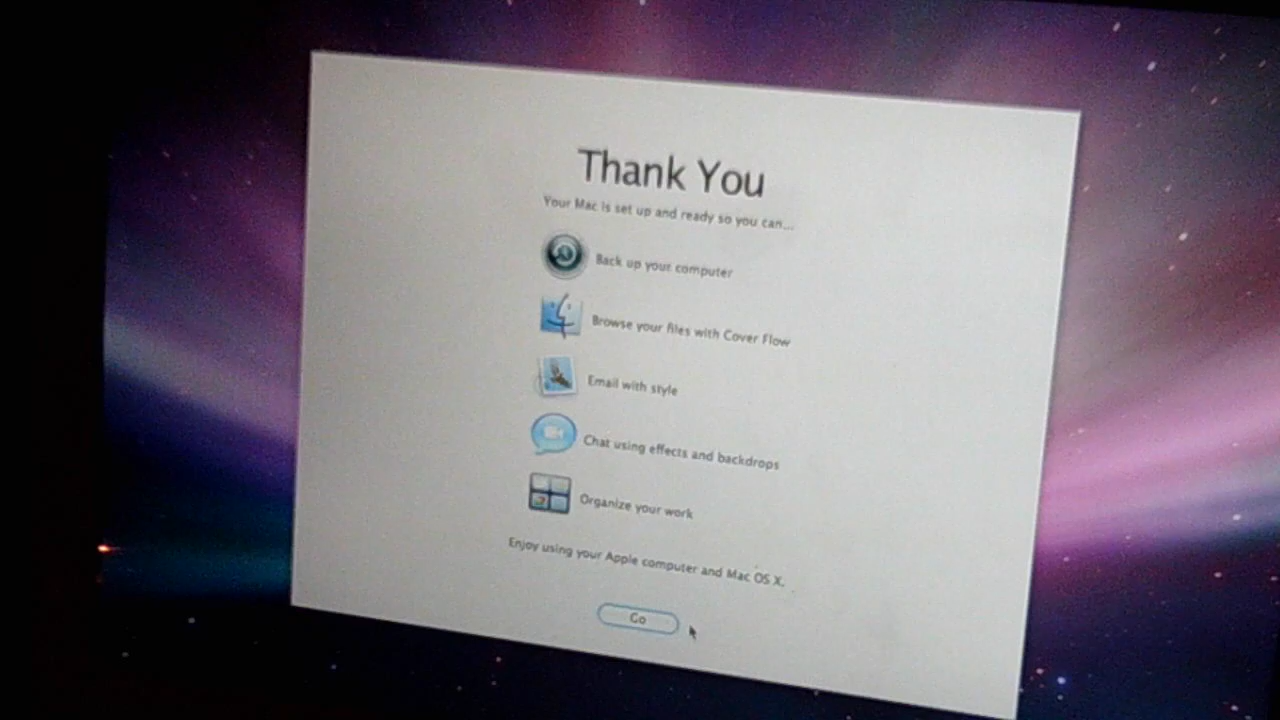 Thank You
Your Mac is set up and ready so you can...
Back up your computer
Browse your files with Cover Flow
Email with style
Chat using effects and backdrops
Organize your work
Enjoy using your Apple computer and Mac OS X.
Go